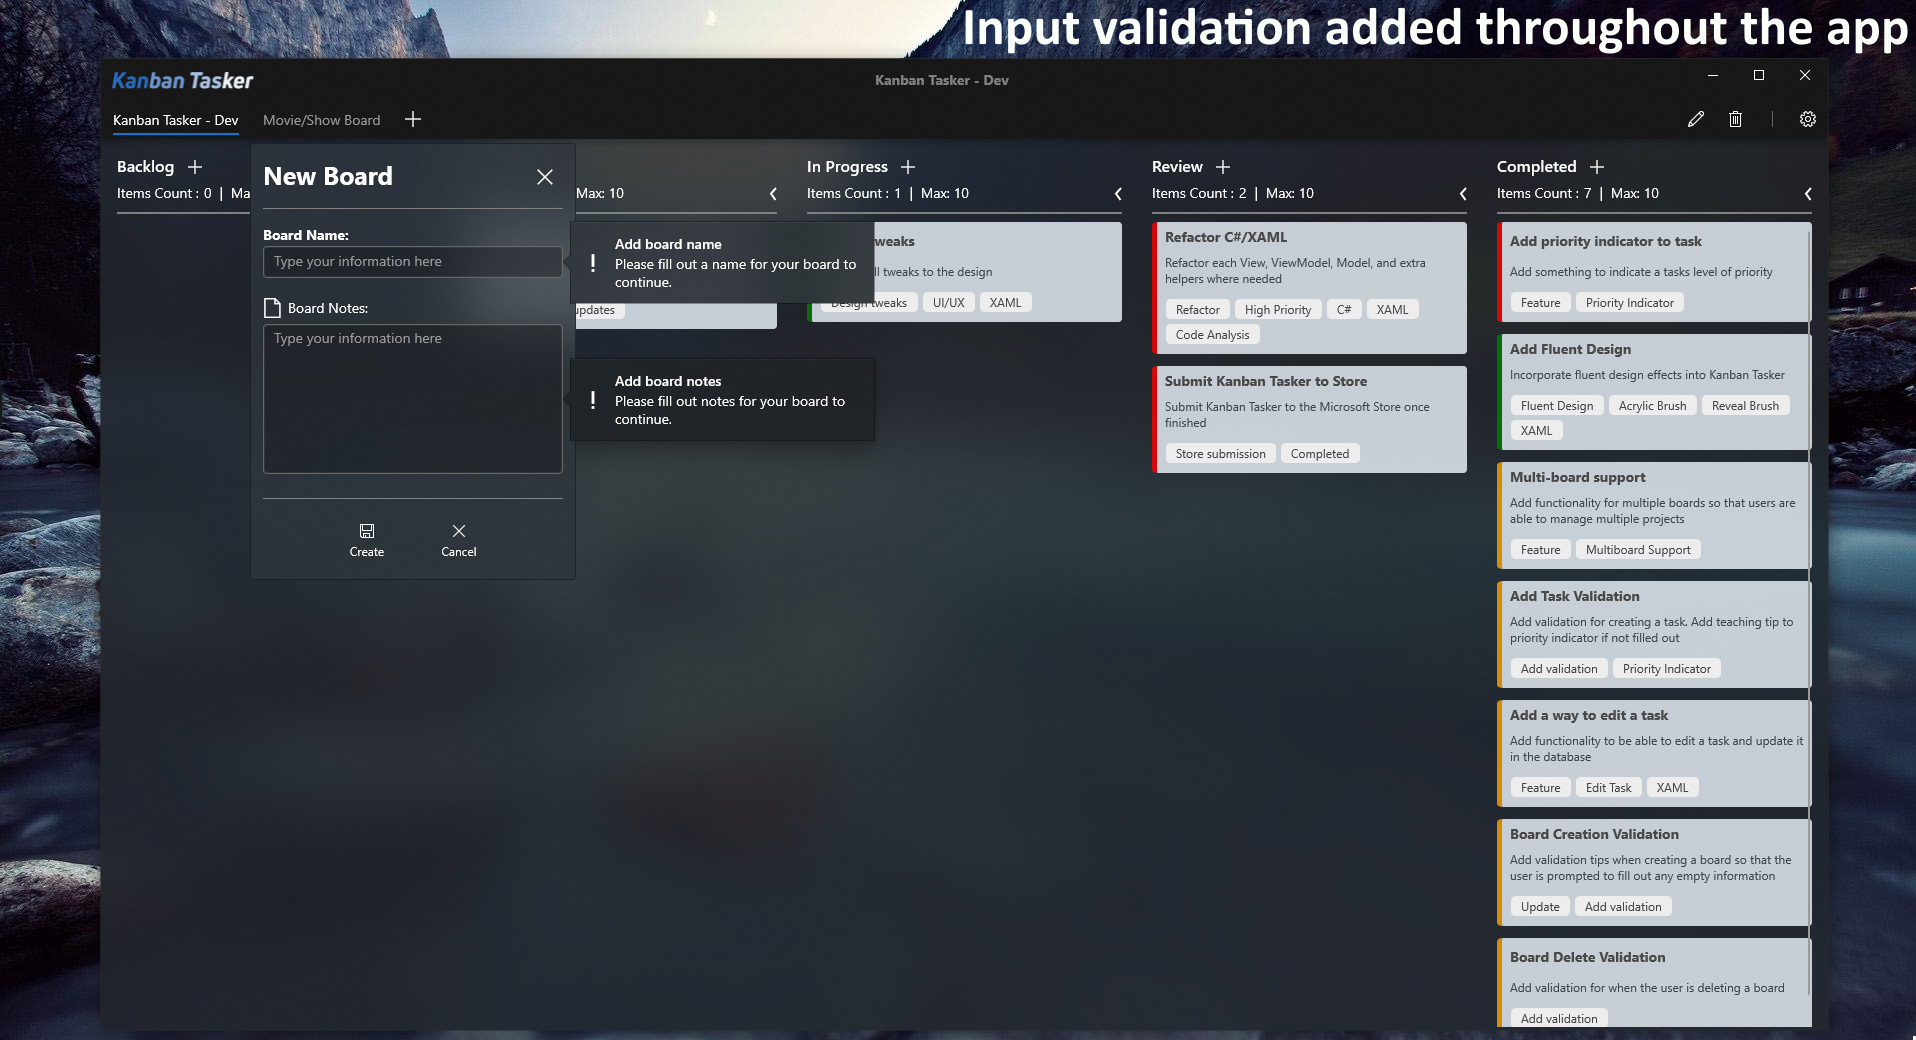 Input validation added throughout the app
Kanban Tasker
Kanban Tasker - Dev
Kanban Tasker - Dev
Movie/Show Board
Backlog
Items Count : 0 | Ma
New Board
Board Name:
Type your information here
Board Notes:
Type your information here
Create
Cancel
Max: 10
Add board name
Please fill out a name for your board to
continue.
updates
Add board notes
Please fill out notes for your board to
continue.
In Progress
Items Count : 1 | Max: 10
weaks
ll tweaks to the design
Design tweaks
UI/UX
XAML
Review
Items Count : 2 | Max: 10
Refactor C#/XAML
Refactor each View, ViewModel, Model, and extra
helpers where needed
Refactor
High Priority
C#
XAML
Code Analysis
Submit Kanban Tasker to Store
Submit Kanban Tasker to the Microsoft Store once
finished
Store submission
Completed
Completed
Items Count : 7 | Max: 10
Add priority indicator to task
Add something to indicate a tasks level of priority
Feature
Priority Indicator
Add Fluent Design
Incorporate fluent design effects into Kanban Tasker
Fluent Design
Acrylic Brush
Reveal Brush
XAML
Multi-board support
Add functionality for multiple boards so that users are
able to manage multiple projects
Feature
Multiboard Support
Add Task Validation
Add validation for creating a task. Add teaching tip to
priority indicator if not filled out
Add validation
Priority Indicator
Add a way to edit a task
Add functionality to be able to edit a task and update it
in the database
Feature
Edit Task
XAML
Board Creation Validation
Add validation tips when creating a board so that the
user is prompted to fill out any empty information
Update
Add validation
Board Delete Validation
Add validation for when the user is deleting a board
Add validation